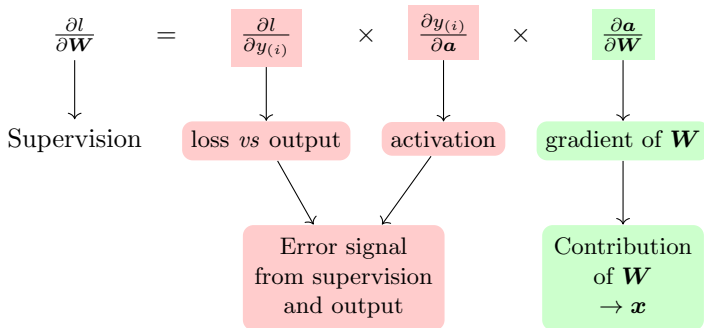 ∂l/∂W = ∂l/∂y(i) × ∂y(i)/∂a × ∂a/∂W
Supervision
loss vs output
activation
gradient of W
Error signal
from supervision
and output
Contribution
of W
→ x